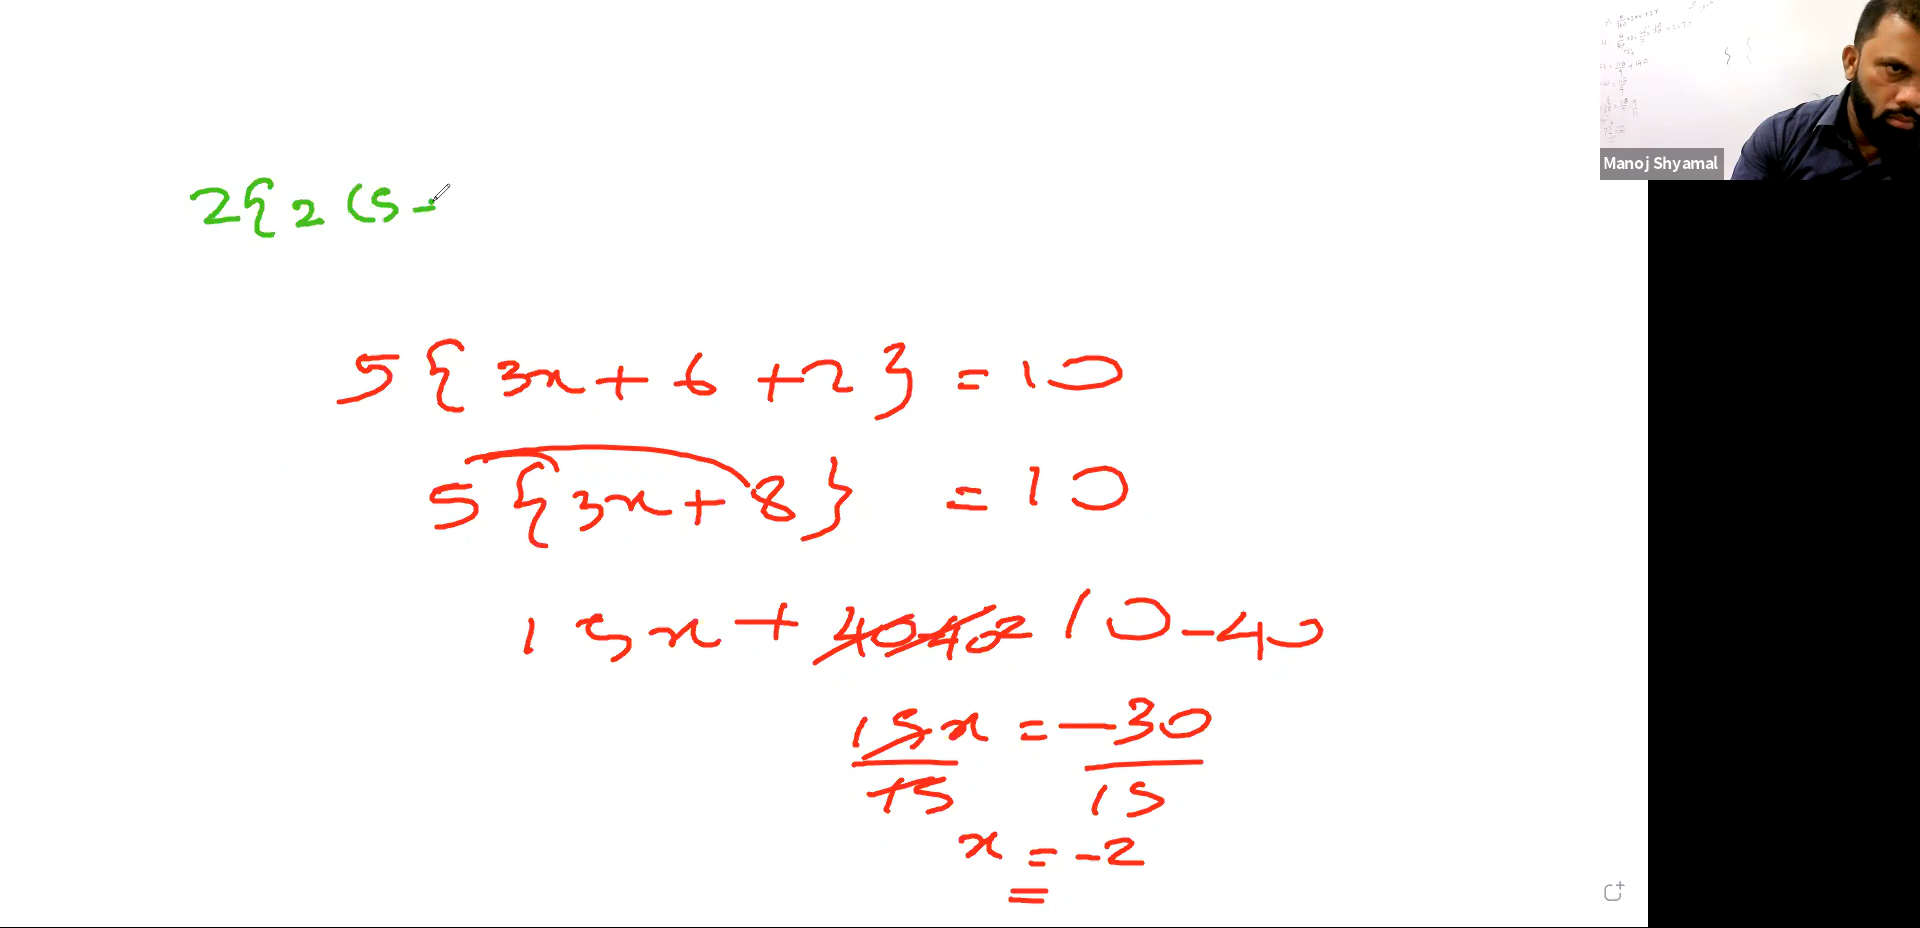 2{2(5-
5{3x+6+2}=10
5{3x+8} =10
15x+40-40=10-40
15x=-30
15 15
x=-2
Manoj Shyamal